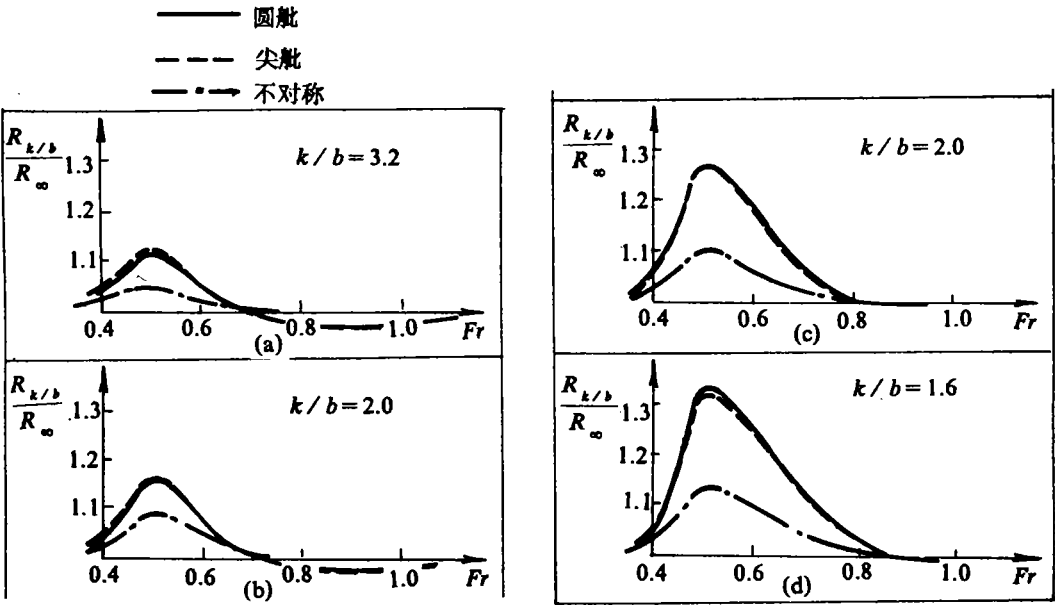 圆舭
尖舭
不对称
R_{k/b}
R_∞
k/b=3.2
1.3
1.2
1.1
0.4 0.6 0.8 1.0 Fr
(a)
R_{k/b}
R_∞
k/b=2.0
1.3
1.2
1.1
0.4 0.6 0.8 1.0 Fr
(b)
R_{k/b}
R_∞
k/b=2.0
1.3
1.2
1.1
0.4 0.6 0.8 1.0 Fr
(c)
R_{k/b}
R_∞
k/b=1.6
1.3
1.2
1.1
0.4 0.6 0.8 1.0 Fr
(d)